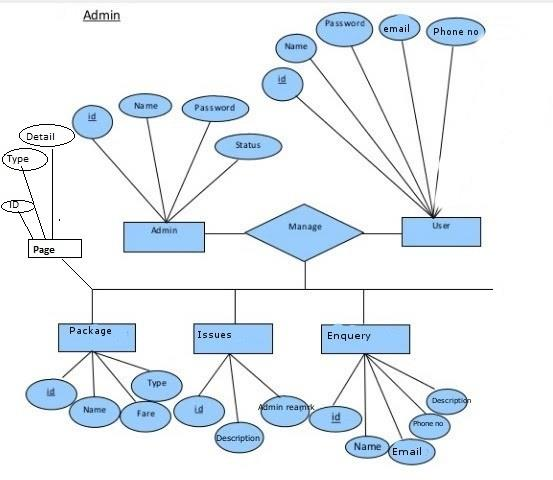 Admin
Password
email
Phone no
Name
id
id
Name
Password
Status
Detail
Type
ID
Page
Admin
Manage
User
Package
Issues
Enquery
id
Name
Fare
Type
id
Description
Admin reamrk
id
Name
Email
Phone no
Description